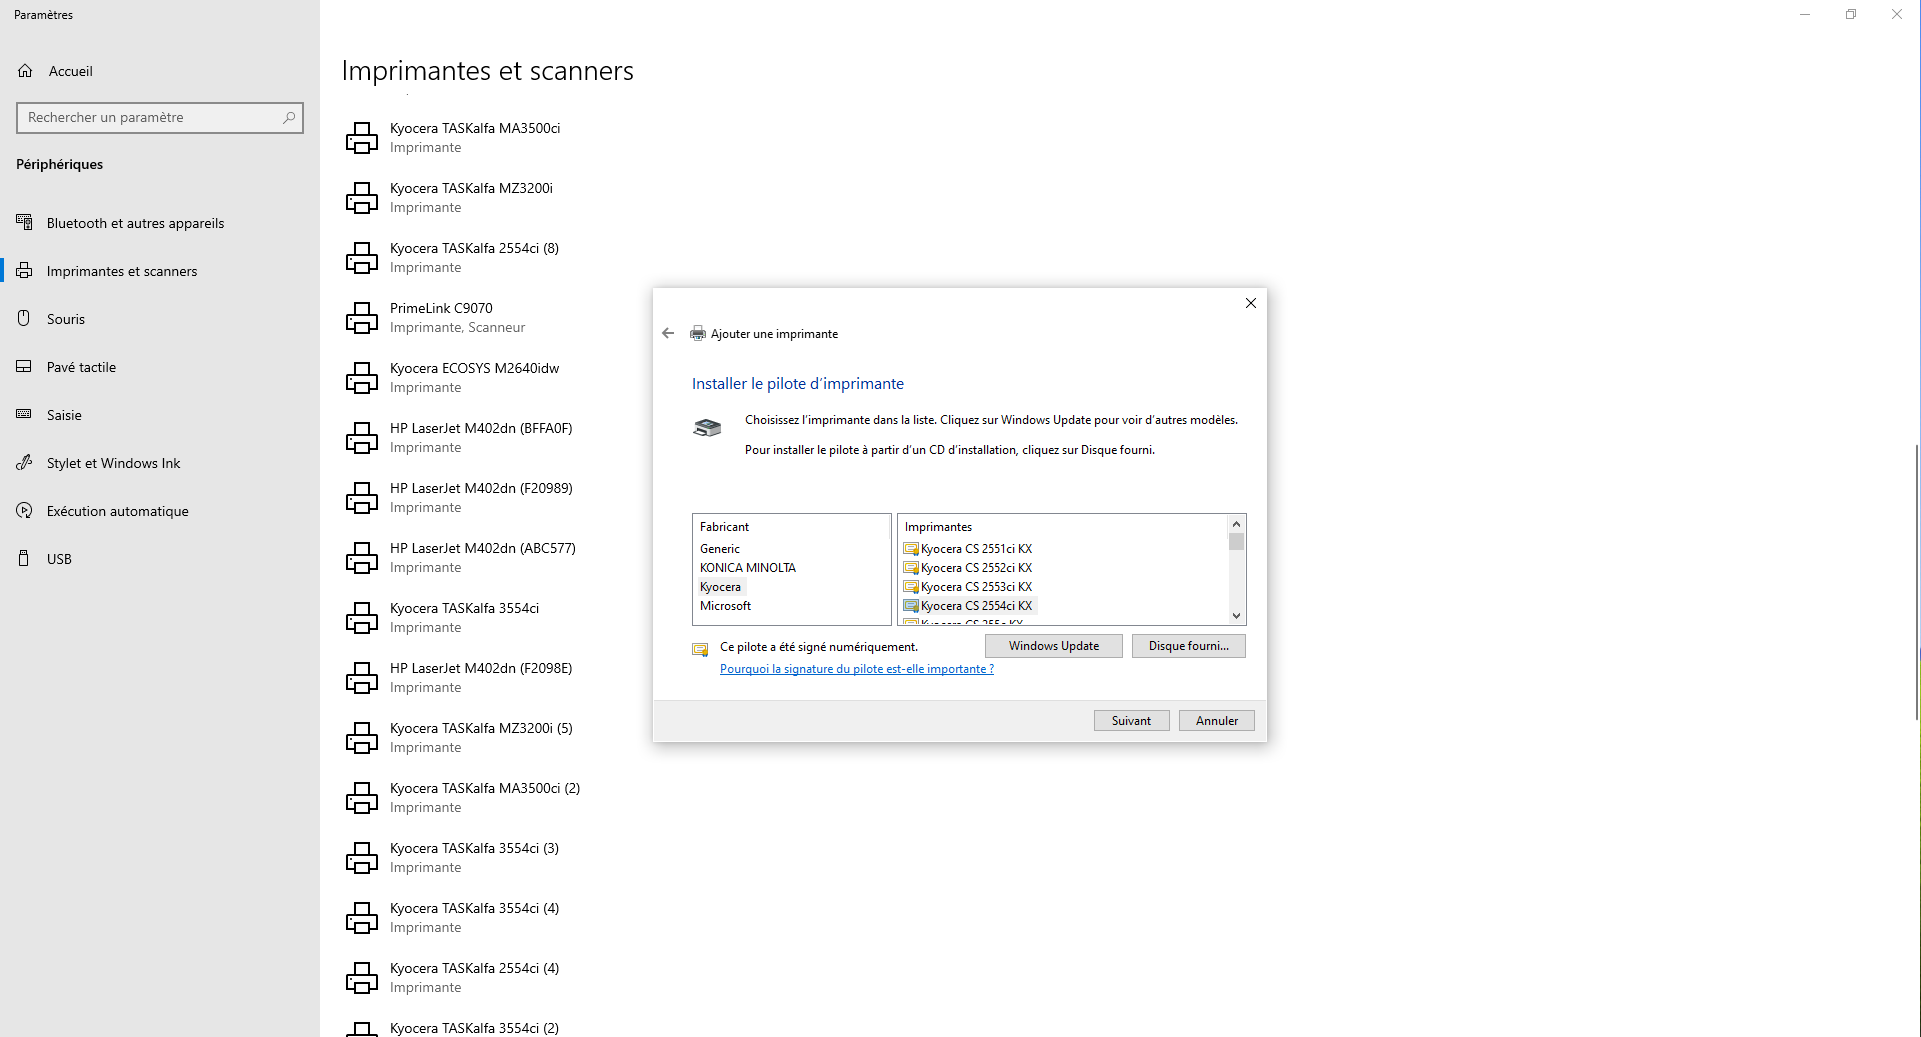 Paramètres
Accueil
Rechercher un paramètre
Périphériques
Bluetooth et autres appareils
Imprimantes et scanners
Souris
Pavé tactile
Saisie
Stylet et Windows Ink
Exécution automatique
USB
Imprimantes et scanners
Kyocera TASKalfa MA3500ci
Imprimante
Kyocera TASKalfa MZ3200i
Imprimante
Kyocera TASKalfa 2554ci (8)
Imprimante
PrimeLink C9070
Imprimante, Scanneur
Kyocera ECOSYS M2640idw
Imprimante
HP LaserJet M402dn (BFFA0F)
Imprimante
HP LaserJet M402dn (F20989)
Imprimante
HP LaserJet M402dn (ABC577)
Imprimante
Kyocera TASKalfa 3554ci
Imprimante
HP LaserJet M402dn (F2098E)
Imprimante
Kyocera TASKalfa MZ3200i (5)
Imprimante
Kyocera TASKalfa MA3500ci (2)
Imprimante
Kyocera TASKalfa 3554ci (3)
Imprimante
Kyocera TASKalfa 3554ci (4)
Imprimante
Kyocera TASKalfa 2554ci (4)
Imprimante
Kyocera TASKalfa 3554ci (2)
Ajouter une imprimante
Installer le pilote d'imprimante
Choisissez l'imprimante dans la liste. Cliquez sur Windows Update pour voir d'autres modèles.
Pour installer le pilote à partir d'un CD d'installation, cliquez sur Disque fourni.
Fabricant
Generic
KONICA MINOLTA
Kyocera
Microsoft
Imprimantes
Kyocera CS 2551ci KX
Kyocera CS 2552ci KX
Kyocera CS 2553ci KX
Kyocera CS 2554ci KX
Kyocera CS 255c KX
Ce pilote a été signé numériquement.
Pourquoi la signature du pilote est-elle importante ?
Windows Update
Disque fourni...
Suivant
Annuler